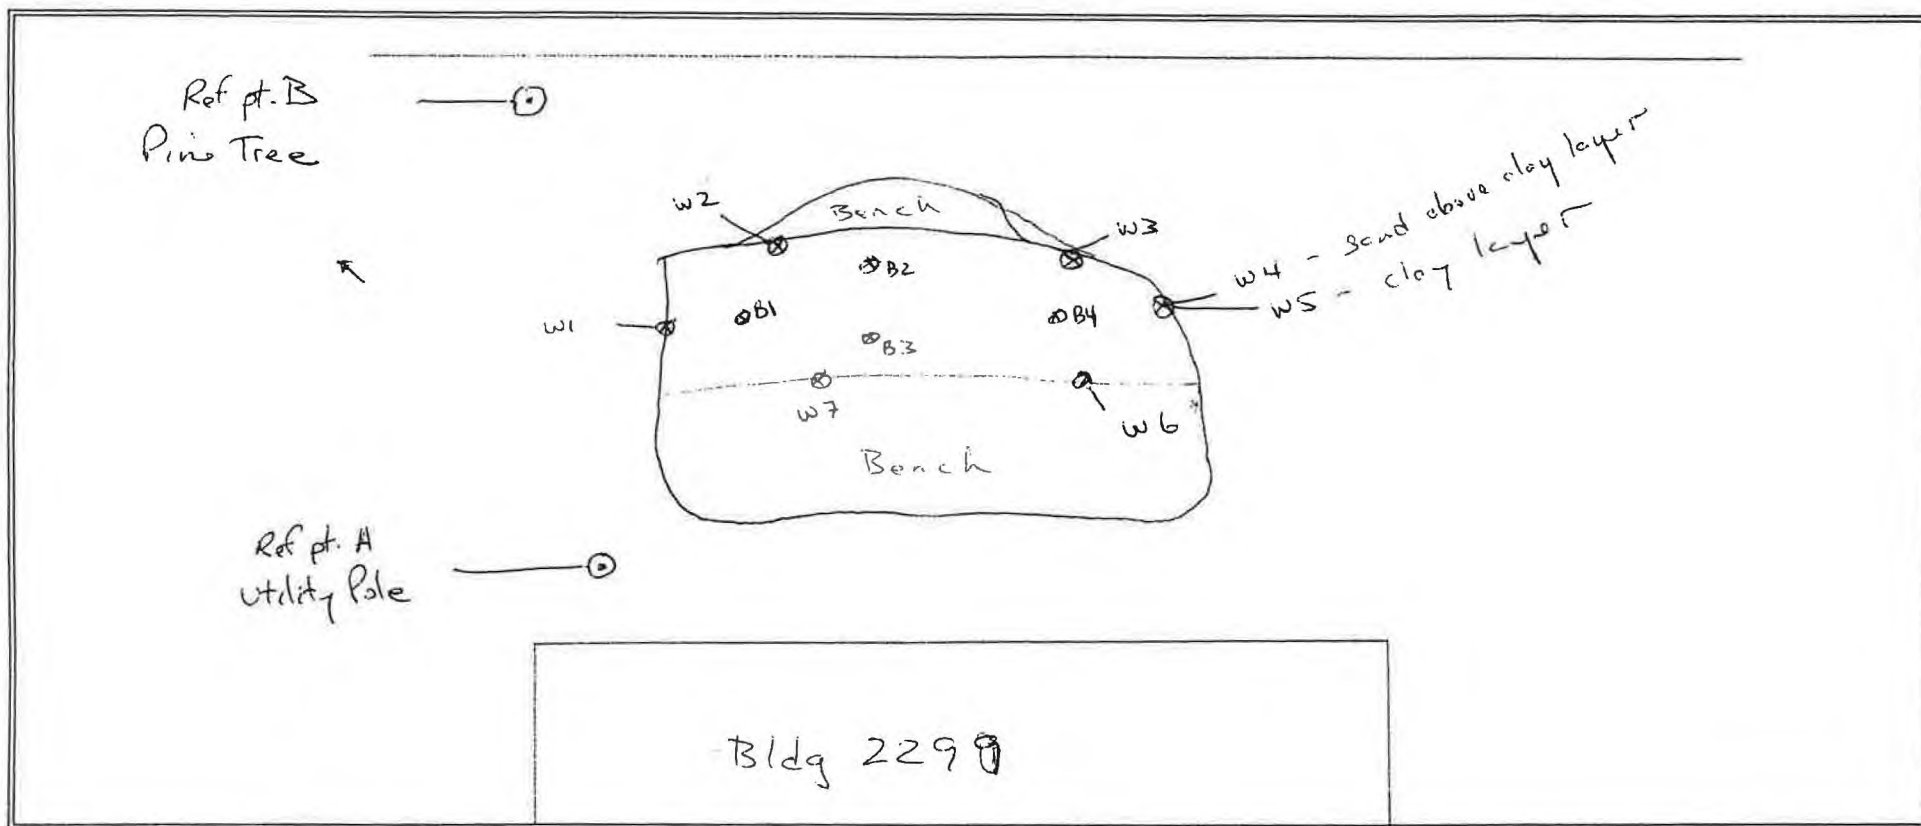 Ref pt. B
Pine Tree
w2
Bench
w3
w4 - sand above clay layer
w5 - clay layer
B2
B1
B4
w1
B3
w7
w6
Bench
Ref pt. A
utility Pole
Bldg 2299